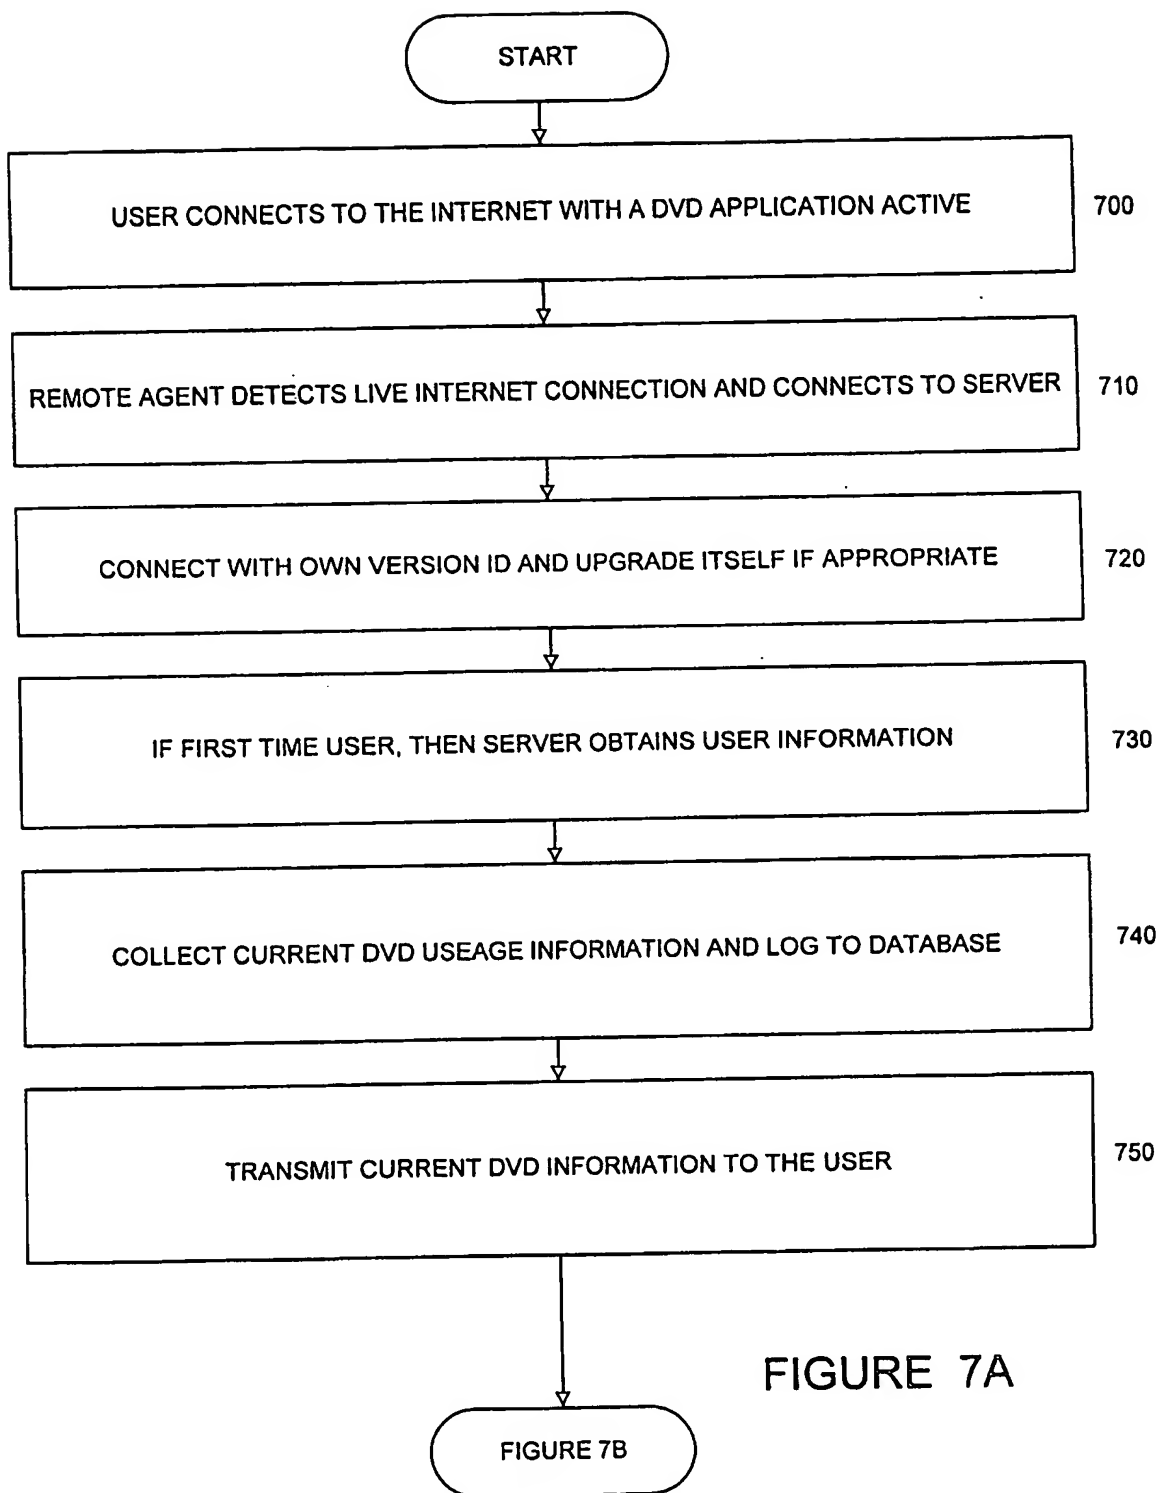 START
USER CONNECTS TO THE INTERNET WITH A DVD APPLICATION ACTIVE
700
REMOTE AGENT DETECTS LIVE INTERNET CONNECTION AND CONNECTS TO SERVER
710
CONNECT WITH OWN VERSION ID AND UPGRADE ITSELF IF APPROPRIATE
720
IF FIRST TIME USER, THEN SERVER OBTAINS USER INFORMATION
730
COLLECT CURRENT DVD USEAGE INFORMATION AND LOG TO DATABASE
740
TRANSMIT CURRENT DVD INFORMATION TO THE USER
750
FIGURE 7A
FIGURE 7B